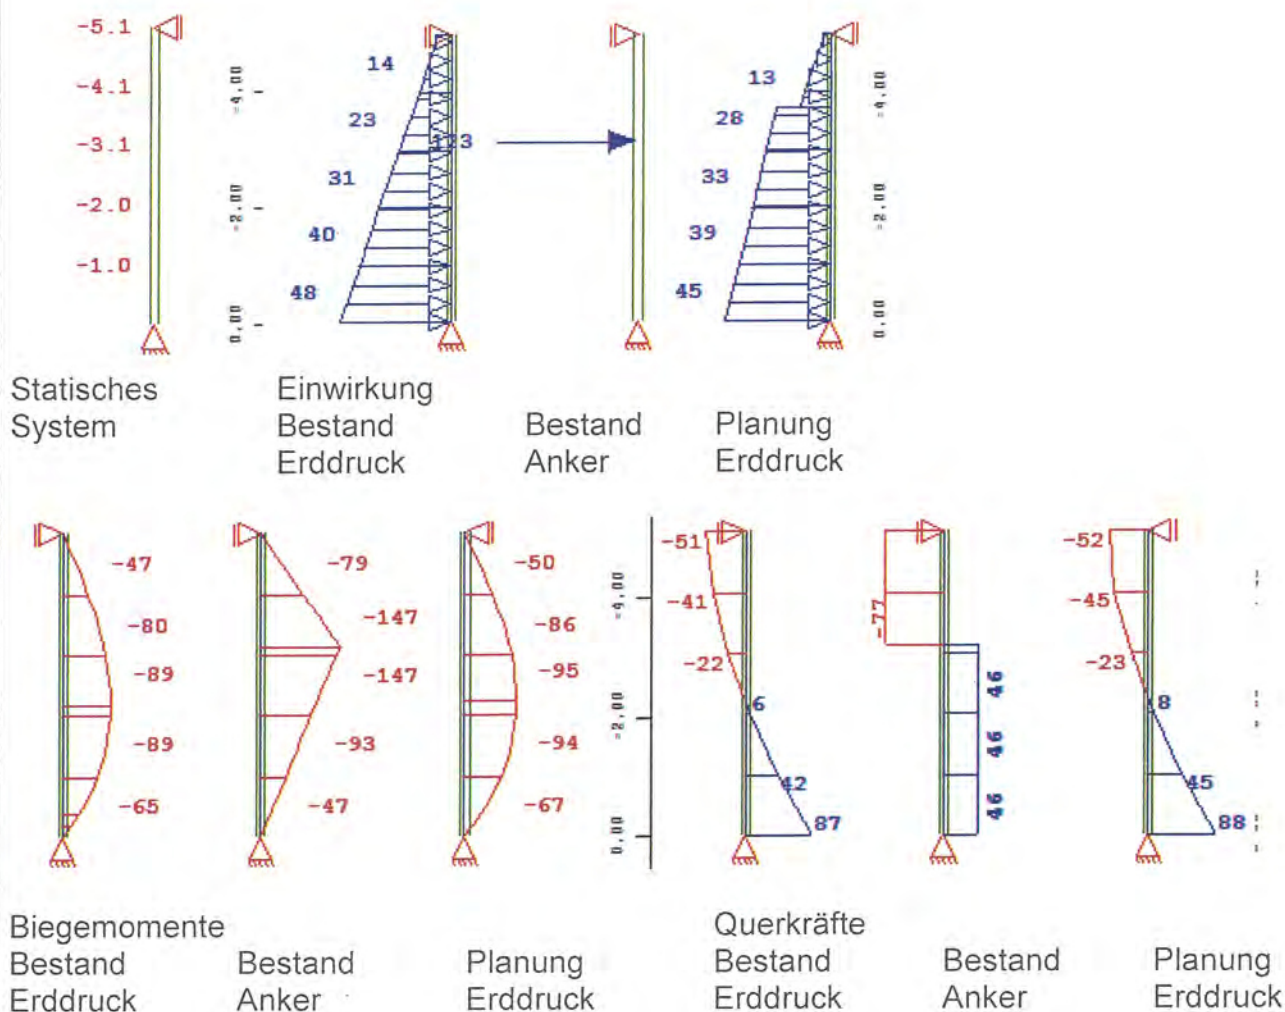 -5.1
-4.1
-3.1
-2.0
-1.0
-4,00
-2,00
0,00
14
23
31
40
48
123
13
28
33
39
45
-4,00
-2,00
0,00
Statisches
System
Einwirkung
Bestand
Erddruck
Bestand
Anker
Planung
Erddruck
-47
-80
-89
-89
-65
-79
-147
-147
-93
-47
-50
-86
-95
-94
-67
-4,00
-2,00
0,00
-51
-41
-22
6
42
87
-77
46
46
46
-52
-45
-23
8
45
88
Biegemomente
Bestand
Erddruck
Bestand
Anker
Planung
Erddruck
Querkräfte
Bestand
Erddruck
Bestand
Anker
Planung
Erddruck